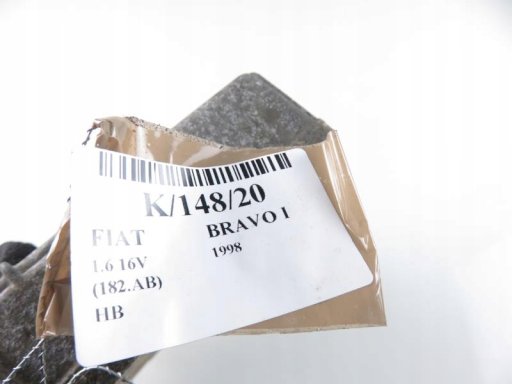 K/148/20
FIAT BRAVO I
1.6 16V 1998
(182.AB)
HB